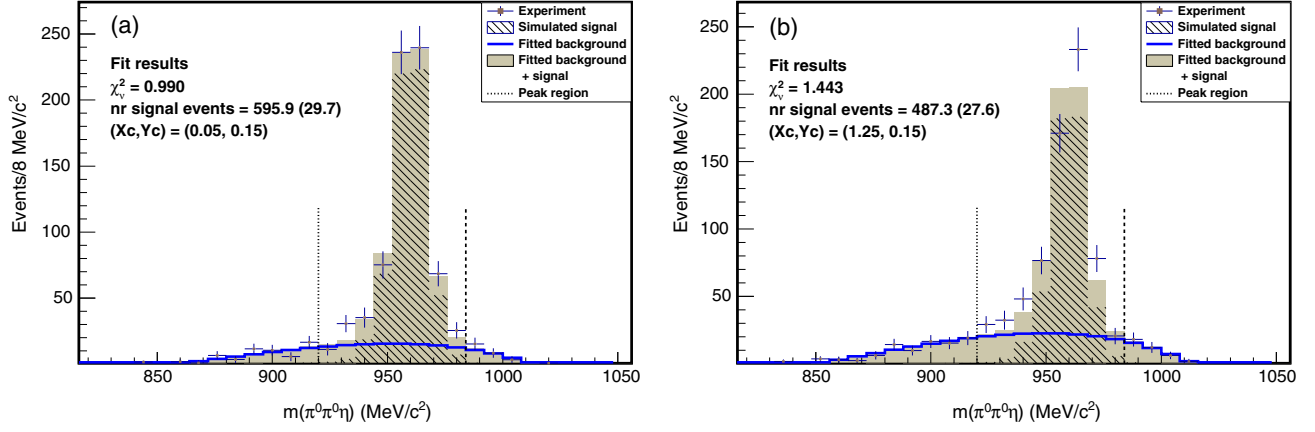 (a)
Experiment
Simulated signal
Fitted background
Fitted background
+ signal
Peak region
Fit results
χ²ᵥ = 0.990
nr signal events = 595.9 (29.7)
(Xc,Yc) = (0.05, 0.15)
Events/8 MeV/c²
250
200
150
100
50
850
900
950
1000
1050
m(π⁰π⁰η) (MeV/c²)
(b)
Experiment
Simulated signal
Fitted background
Fitted background
+ signal
Peak region
Fit results
χ²ᵥ = 1.443
nr signal events = 487.3 (27.6)
(Xc,Yc) = (1.25, 0.15)
Events/8 MeV/c²
250
200
150
100
50
850
900
950
1000
1050
m(π⁰π⁰η) (MeV/c²)